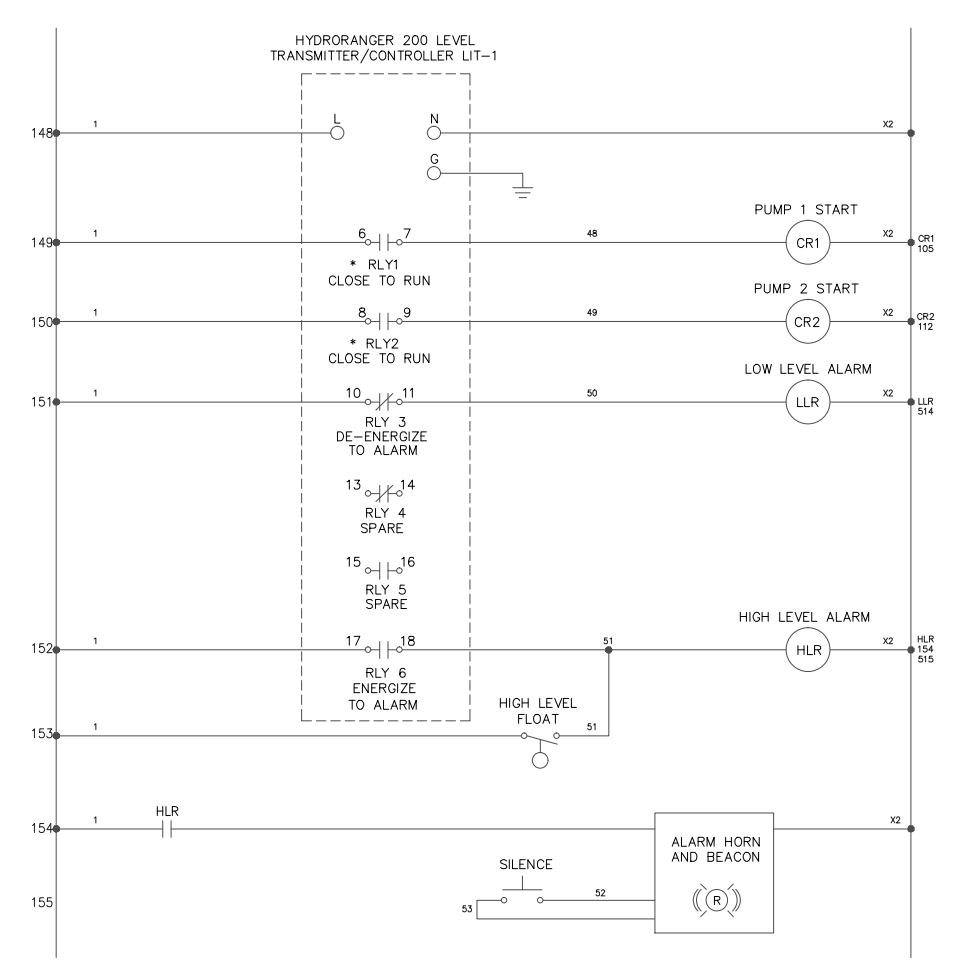 HYDRORANGER 200 LEVEL
TRANSMITTER/CONTROLLER LIT-1
L
N
148
1
X2
G
PUMP 1 START
149
1
6
7
48
CR1
X2
CR1
105
* RLY1
CLOSE TO RUN
PUMP 2 START
150
1
8
9
49
CR2
X2
CR2
112
* RLY2
CLOSE TO RUN
LOW LEVEL ALARM
151
1
10
11
50
LLR
X2
LLR
514
RLY 3
DE-ENERGIZE
TO ALARM
13
14
RLY 4
SPARE
15
16
RLY 5
SPARE
HIGH LEVEL ALARM
152
1
17
18
51
HLR
X2
HLR
154
515
RLY 6
ENERGIZE
TO ALARM
HIGH LEVEL
FLOAT
153
1
51
HLR
154
1
X2
ALARM HORN
AND BEACON
SILENCE
155
53
52
R